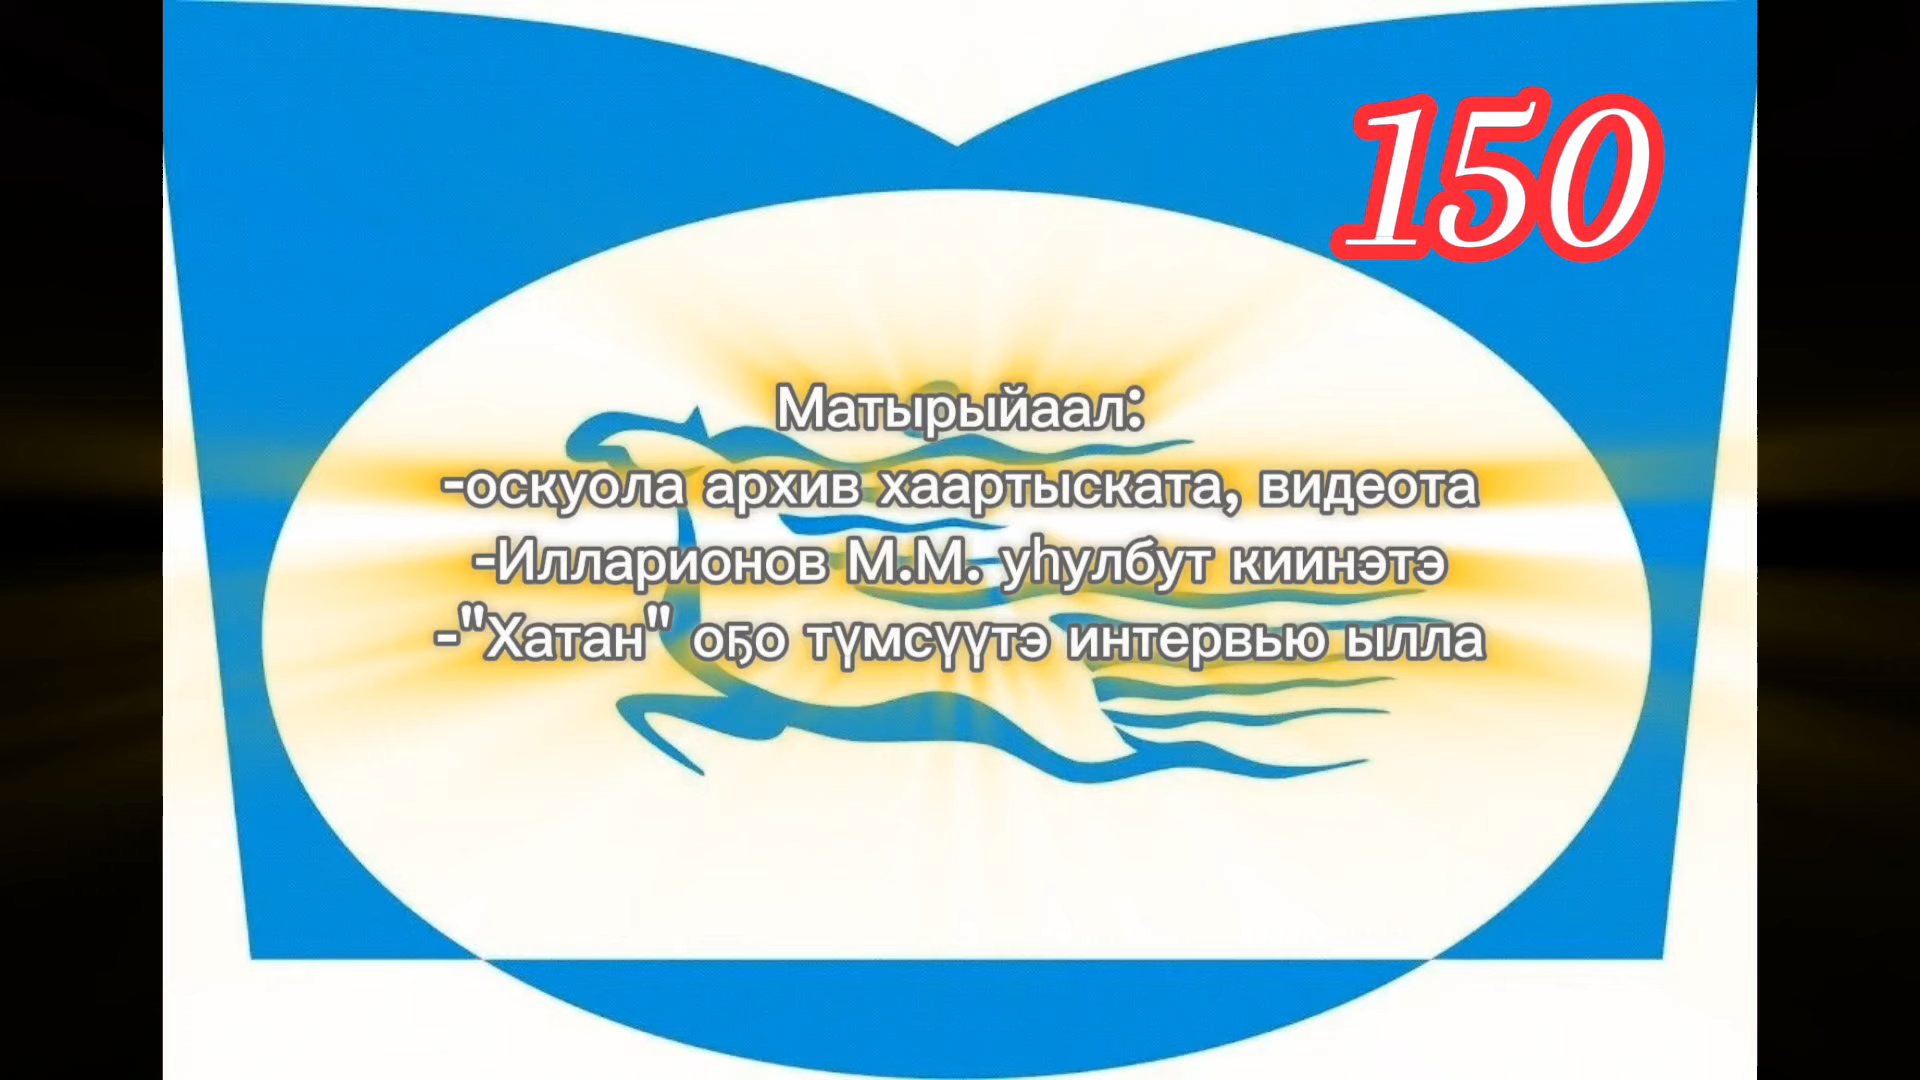 150
Матырыйаал:
-оскуола архив хаартыската, видеота
-Илларионов М.М. уһулбут киинэтэ
-"Хатан" оҕо түмсүүтэ интервью ылла